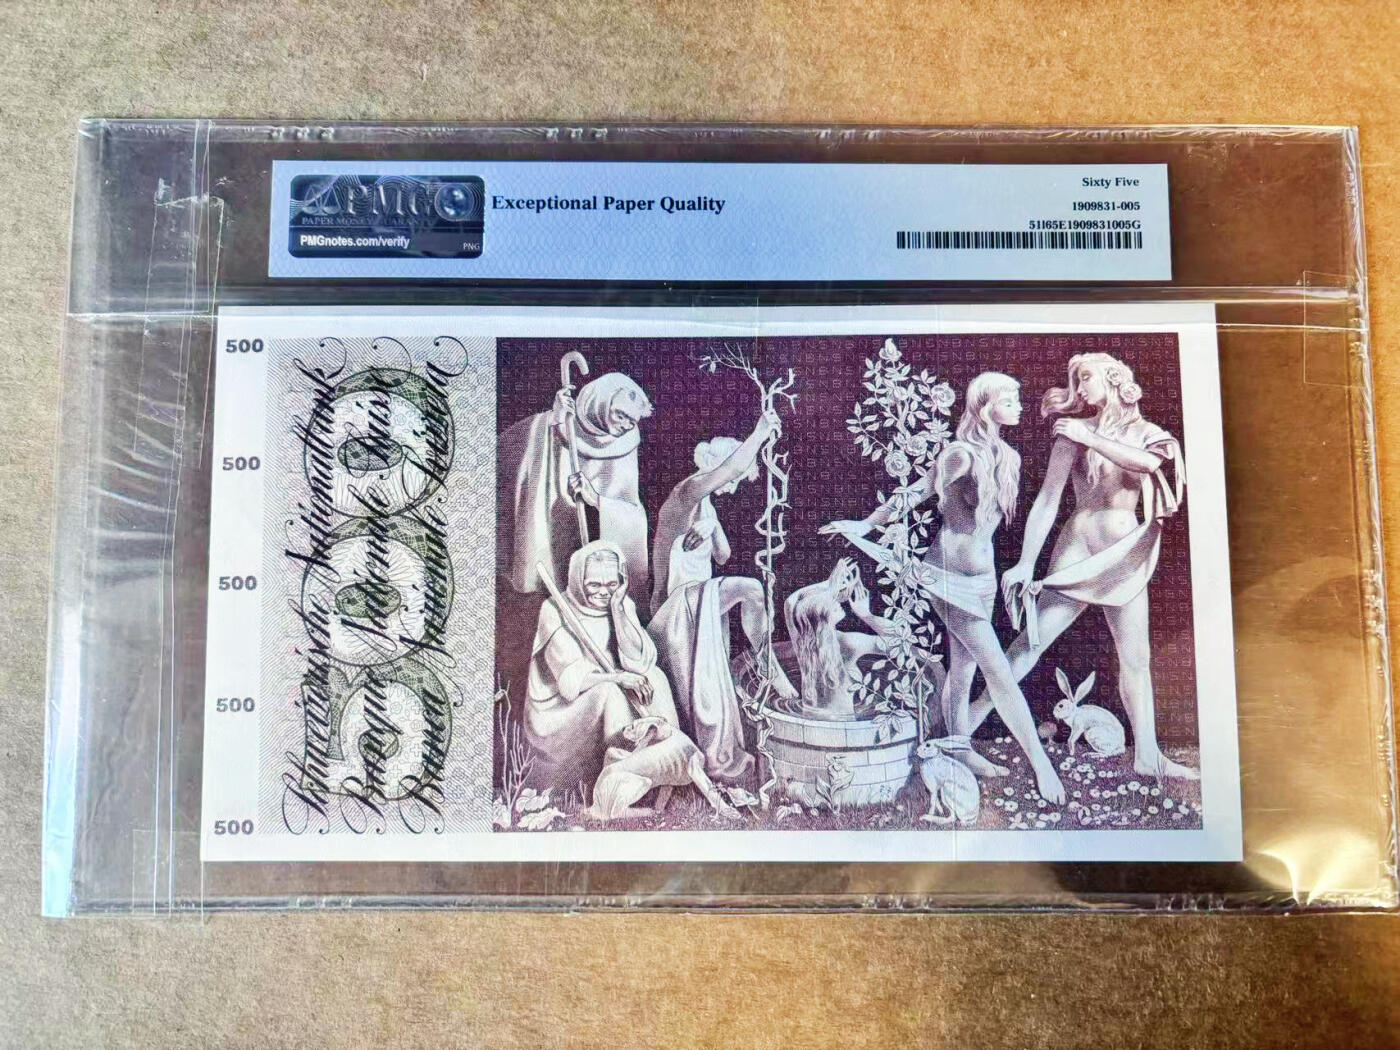 PMG
PAPER MONEY GUARANTY
PMGnotes.com/verify
PNG
Exceptional Paper Quality
Sixty Five
1909831-005
51I65E1909831005G
500
500
500
500
500
500
Schweizerische Nationalbank
Banque Nationale Suisse
Banca Nazionale Svizzera